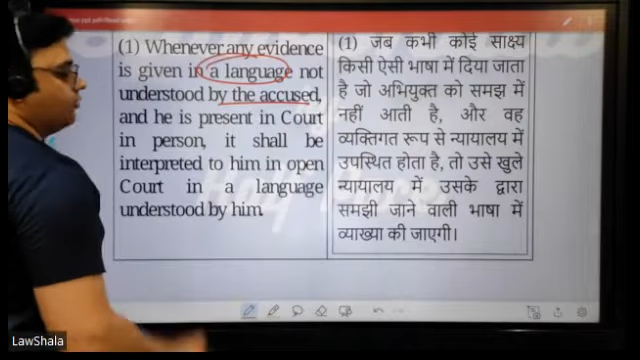 (1) Whenever any evidence
is given in a language not
understood by the accused,
and he is present in Court
in person, it shall be
interpreted to him in open
Court in a language
understood by him.
(1) जब कभी कोई साक्ष्य
किसी ऐसी भाषा में दिया जाता
है जो अभियुक्त को समझ में
नहीं आती है, और वह
व्यक्तिगत रूप से न्यायालय में
उपस्थित होता है, तो उसे खुले
न्यायालय में उसके द्वारा
समझी जाने वाली भाषा में
व्याख्या की जाएगी।
LawShala